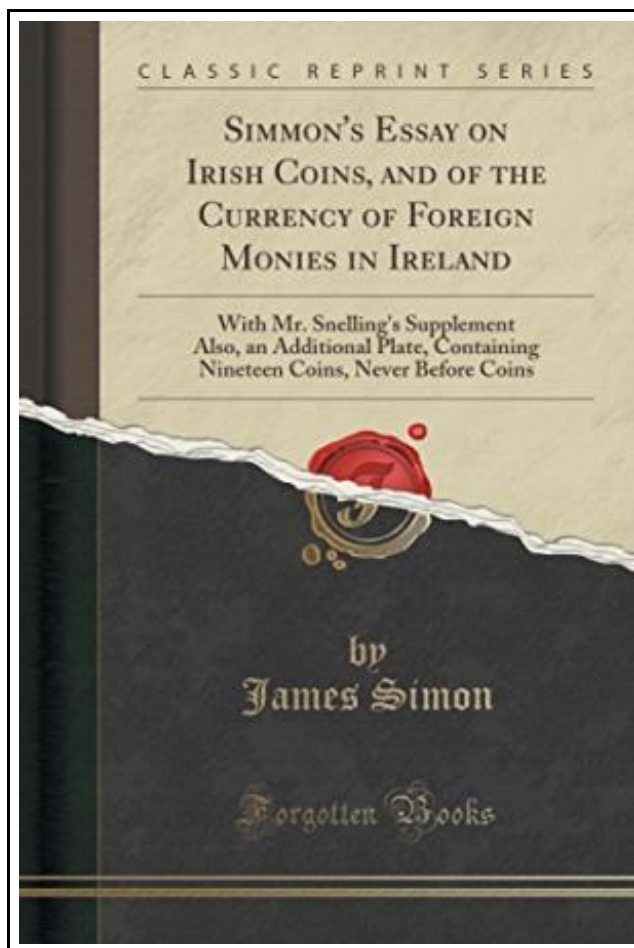 CLASSIC REPRINT SERIES
SIMMON'S ESSAY ON
IRISH COINS, AND OF THE
CURRENCY OF FOREIGN
MONIES IN IRELAND
With Mr. Snelling's Supplement
Also, an Additional Plate, Containing
Nineteen Coins, Never Before Coins
by
James Simon
Forgotten Books